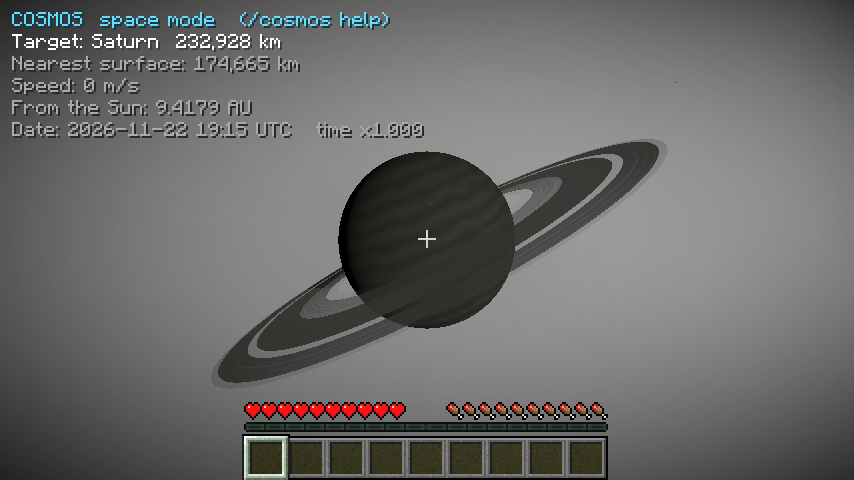 COSMOS space mode (/cosmos help)
Target: Saturn 232,928 km
Nearest surface: 174,665 km
Speed: 0 m/s
From the Sun: 9.4179 AU
Date: 2026-11-22 19:15 UTC time x1.000